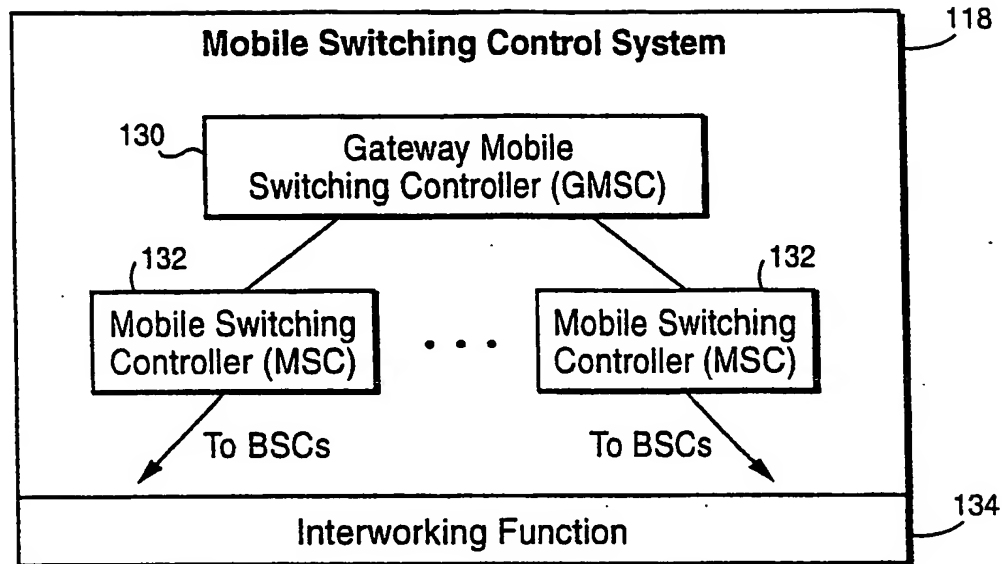 Mobile Switching Control System
118
130
Gateway Mobile
Switching Controller (GMSC)
132
132
Mobile Switching
Controller (MSC)
. . .
Mobile Switching
Controller (MSC)
To BSCs
To BSCs
Interworking Function
134